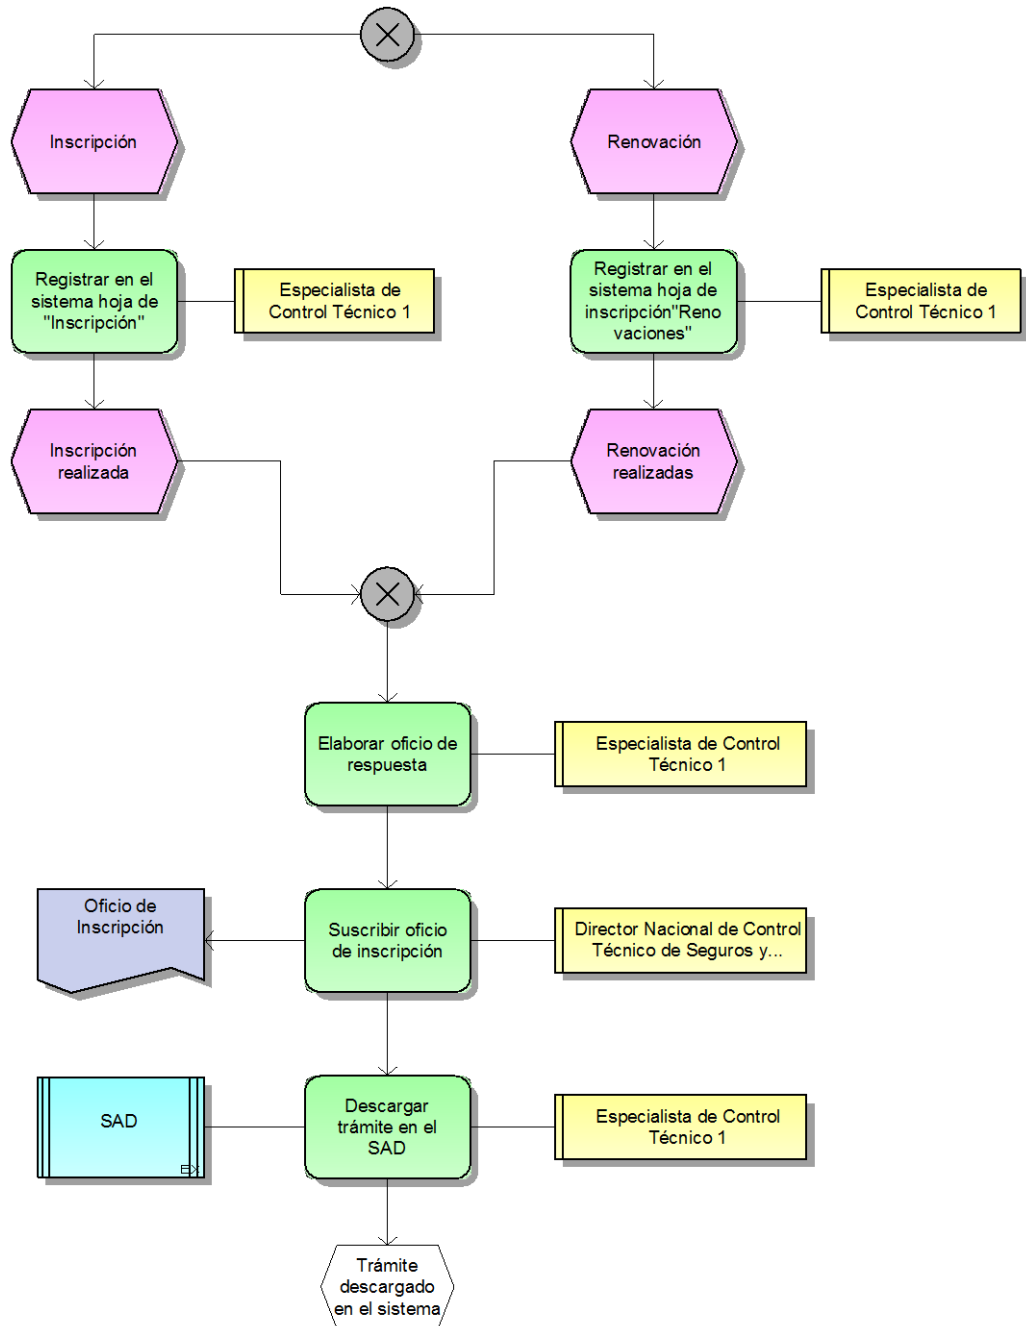 Inscripción
Renovación
Registrar en el
sistema hoja de
"Inscripción"
Especialista de
Control Técnico 1
Registrar en el
sistema hoja de
inscripción"Reno
vaciones"
Especialista de
Control Técnico 1
Inscripción
realizada
Renovación
realizadas
Elaborar oficio de
respuesta
Especialista de Control
Técnico 1
Oficio de
Inscripción
Suscribir oficio
de inscripción
Director Nacional de Control
Técnico de Seguros y...
SAD
Descargar
trámite en el
SAD
Especialista de Control
Técnico 1
Trámite
descargado
en el sistema